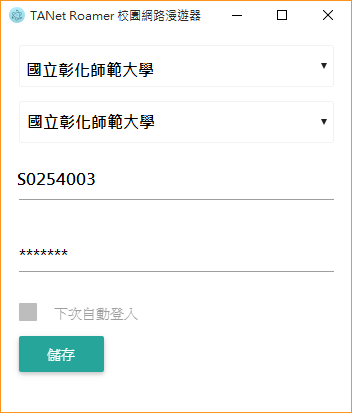 TANet Roamer 校園網路漫遊器
國立彰化師範大學
國立彰化師範大學
S0254003
*******
下次自動登入
儲存